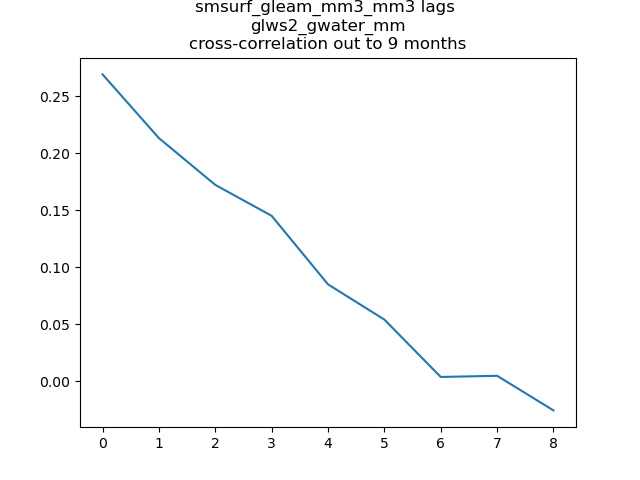 smsurf_gleam_mm3_mm3 lags
glws2_gwater_mm
cross-correlation out to 9 months
0.25
0.20
0.15
0.10
0.05
0.00
0 1 2 3 4 5 6 7 8